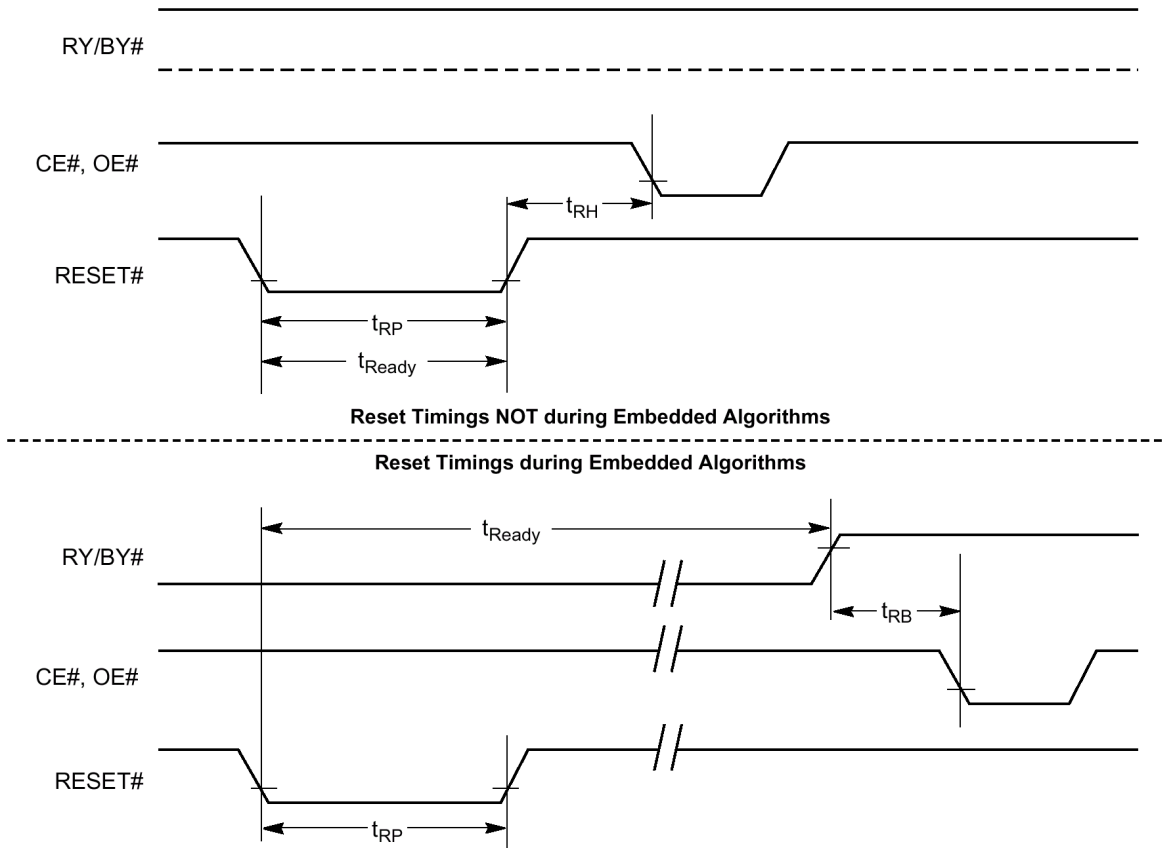 RY/BY#
CE#, OE#
tRH
RESET#
tRP
tReady
Reset Timings NOT during Embedded Algorithms
Reset Timings during Embedded Algorithms
tReady
RY/BY#
tRB
CE#, OE#
RESET#
tRP